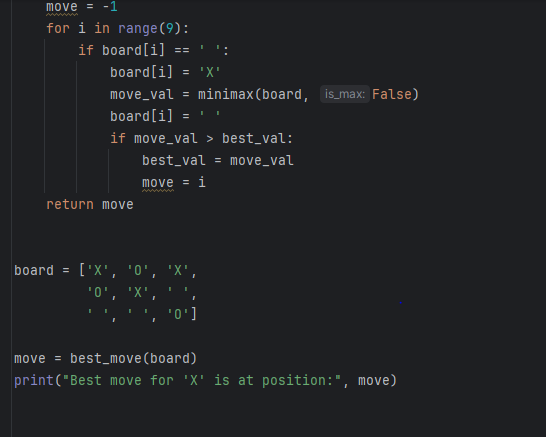 move = -1
for i in range(9):
if board[i] == ' ':
board[i] = 'X'
move_val = minimax(board, is_max: False)
board[i] = ' '
if move_val > best_val:
best_val = move_val
move = i
return move
board = ['X', 'O', 'X',
'O', 'X', ' ',
' ', ' ', 'O']
move = best_move(board)
print("Best move for 'X' is at position:", move)